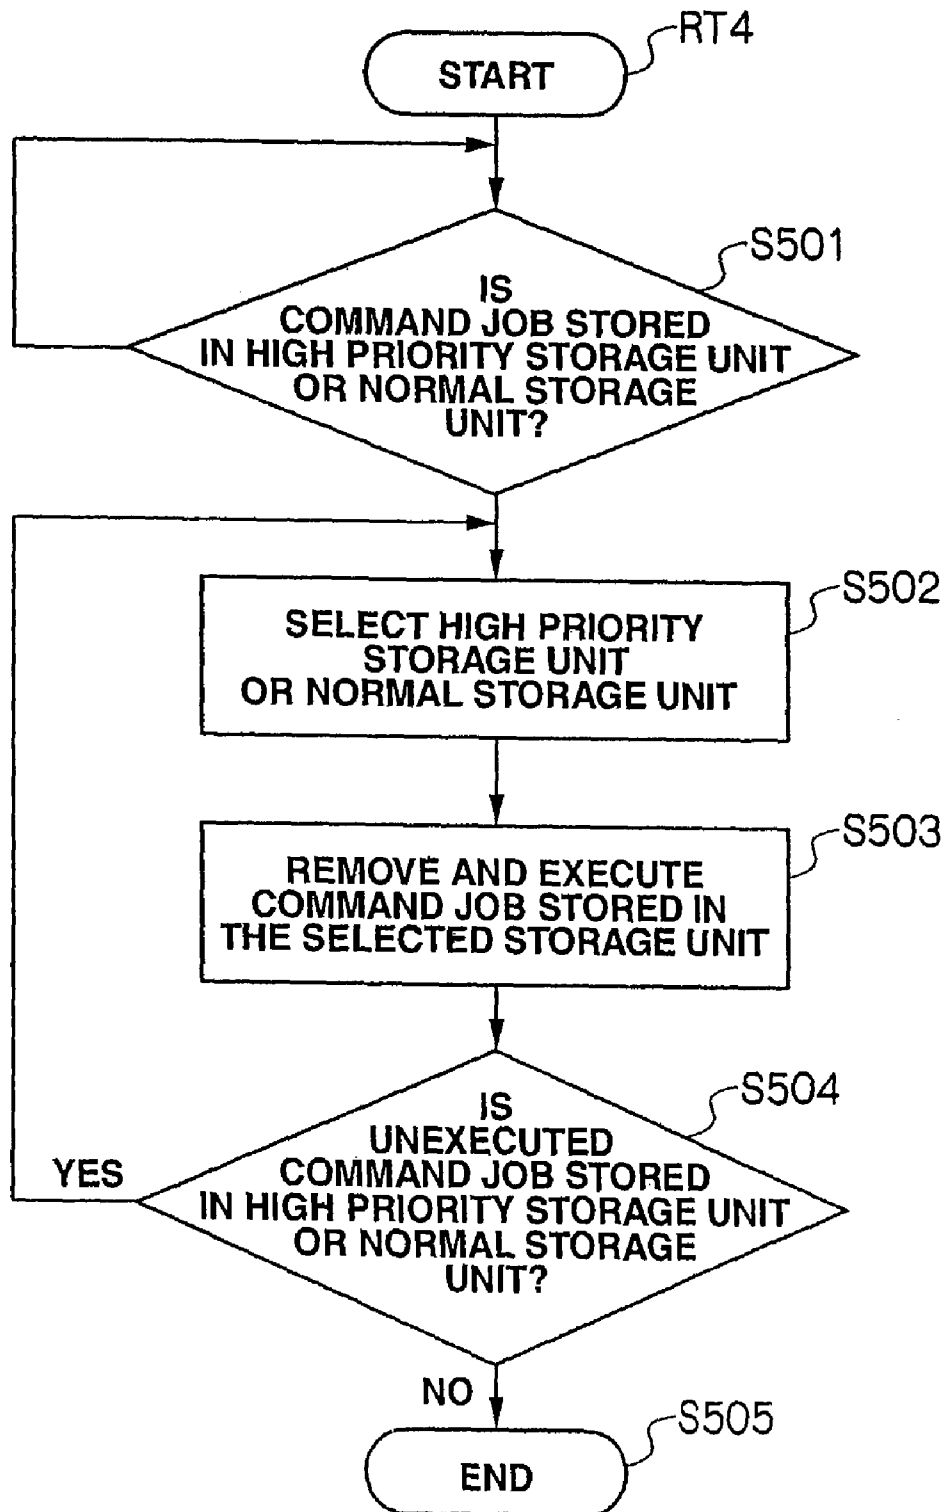 RT4
START
S501
IS
COMMAND JOB STORED
IN HIGH PRIORITY STORAGE UNIT
OR NORMAL STORAGE
UNIT?
S502
SELECT HIGH PRIORITY
STORAGE UNIT
OR NORMAL STORAGE UNIT
S503
REMOVE AND EXECUTE
COMMAND JOB STORED IN
THE SELECTED STORAGE UNIT
S504
IS
UNEXECUTED
COMMAND JOB STORED
IN HIGH PRIORITY STORAGE UNIT
OR NORMAL STORAGE
UNIT?
YES
NO
S505
END